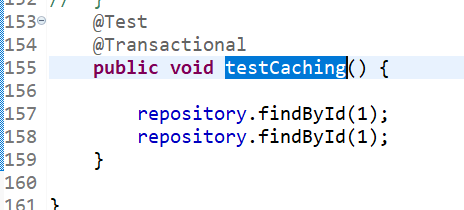 //  }
153 @Test
154 @Transactional
155 public void testCaching() {
156
157 repository.findById(1);
158 repository.findById(1);
159 }
160
161 }